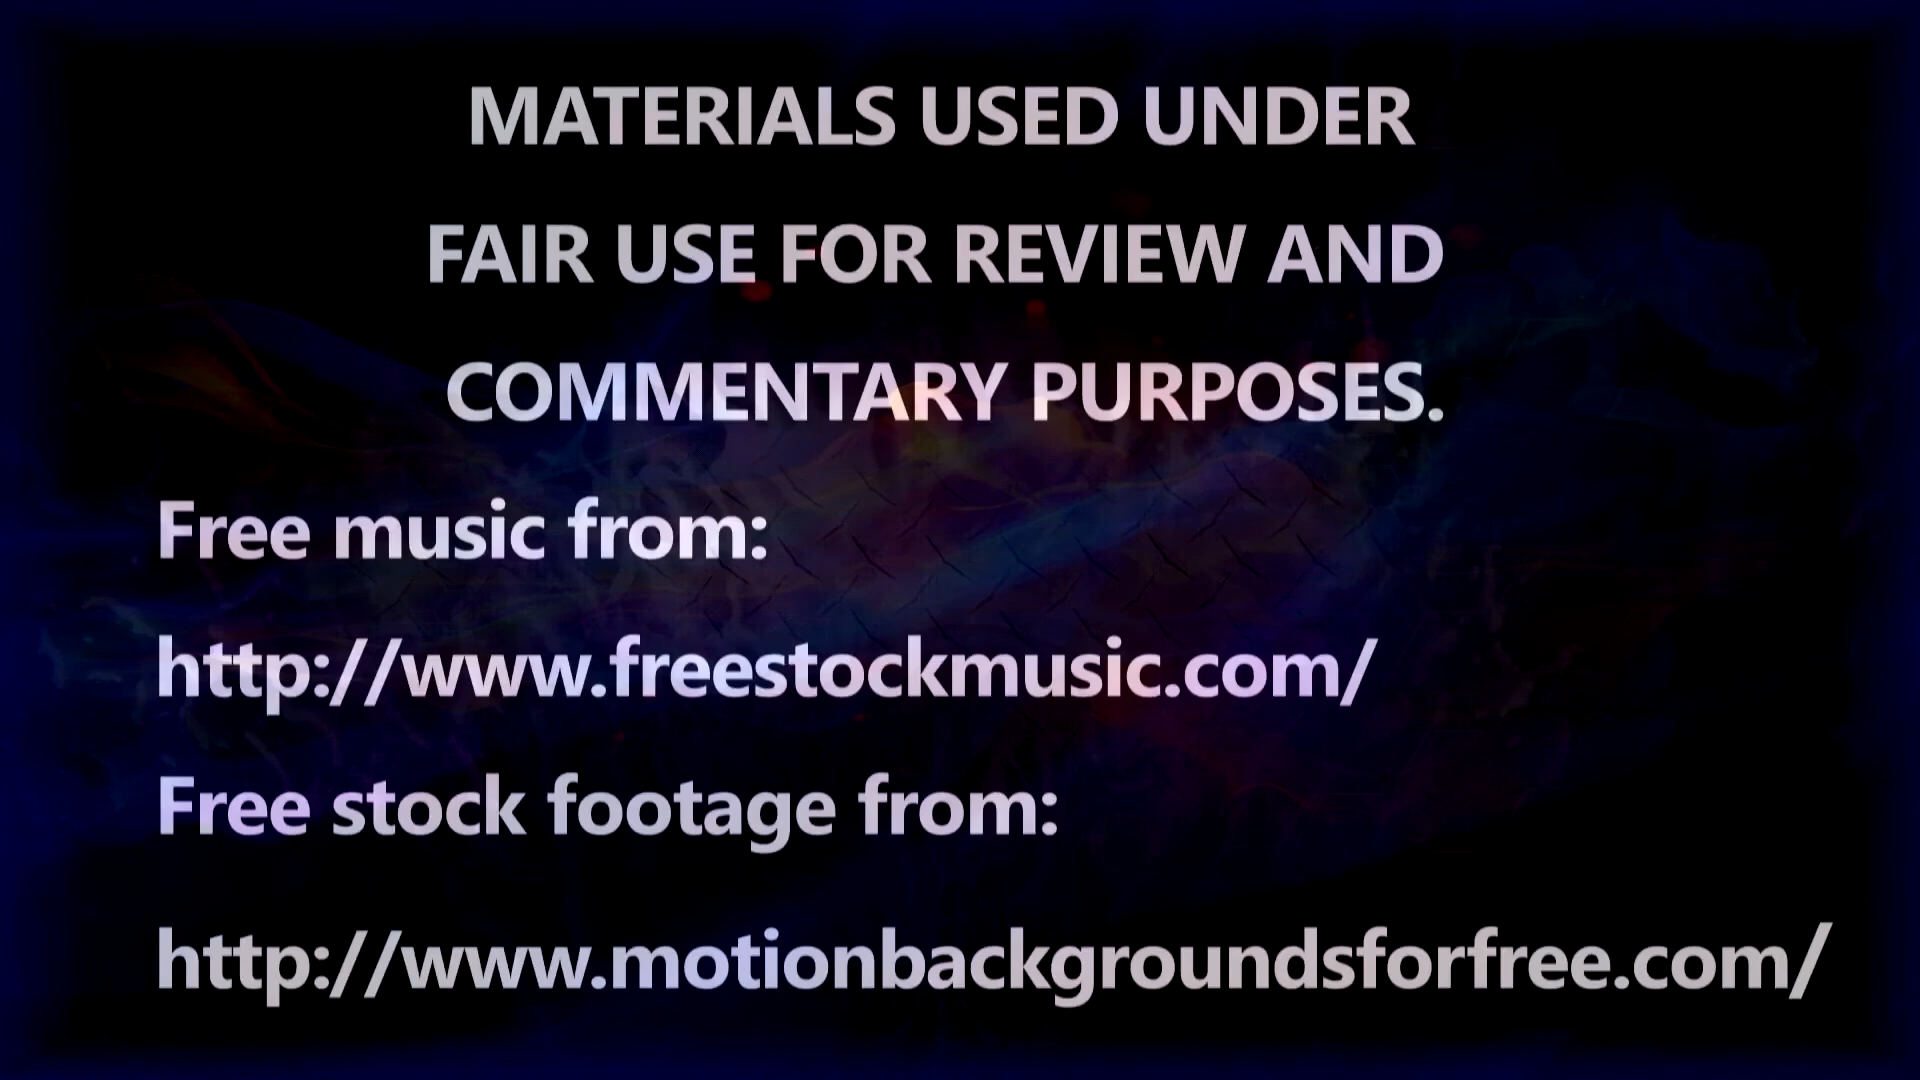 MATERIALS USED UNDER
FAIR USE FOR REVIEW AND
COMMENTARY PURPOSES.
Free music from:
http://www.freestockmusic.com/
Free stock footage from:
http://www.motionbackgroundsforfree.com/